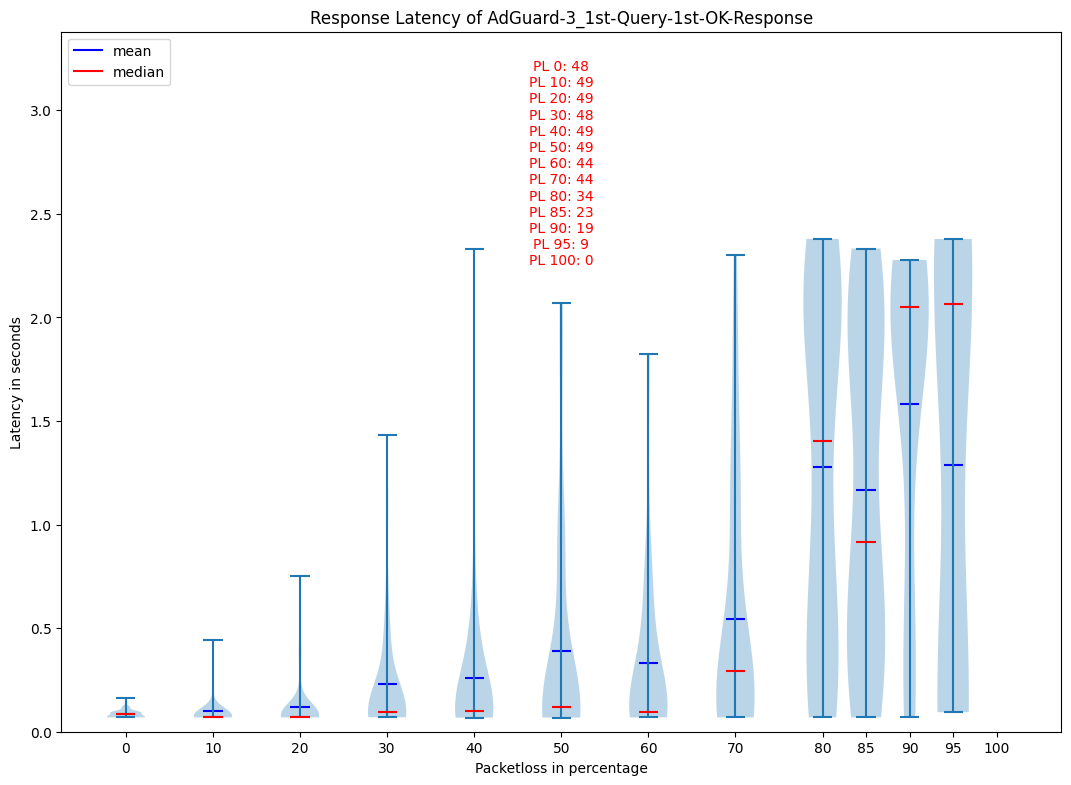 Response Latency of AdGuard-3_1st-Query-1st-OK-Response
mean
median
PL 0: 48
PL 10: 49
PL 20: 49
PL 30: 48
PL 40: 49
PL 50: 49
PL 60: 44
PL 70: 44
PL 80: 34
PL 85: 23
PL 90: 19
PL 95: 9
PL 100: 0
Latency in seconds
3.0
2.5
2.0
1.5
1.0
0.5
0.0
0 10 20 30 40 50 60 70 80 85 90 95 100
Packetloss in percentage